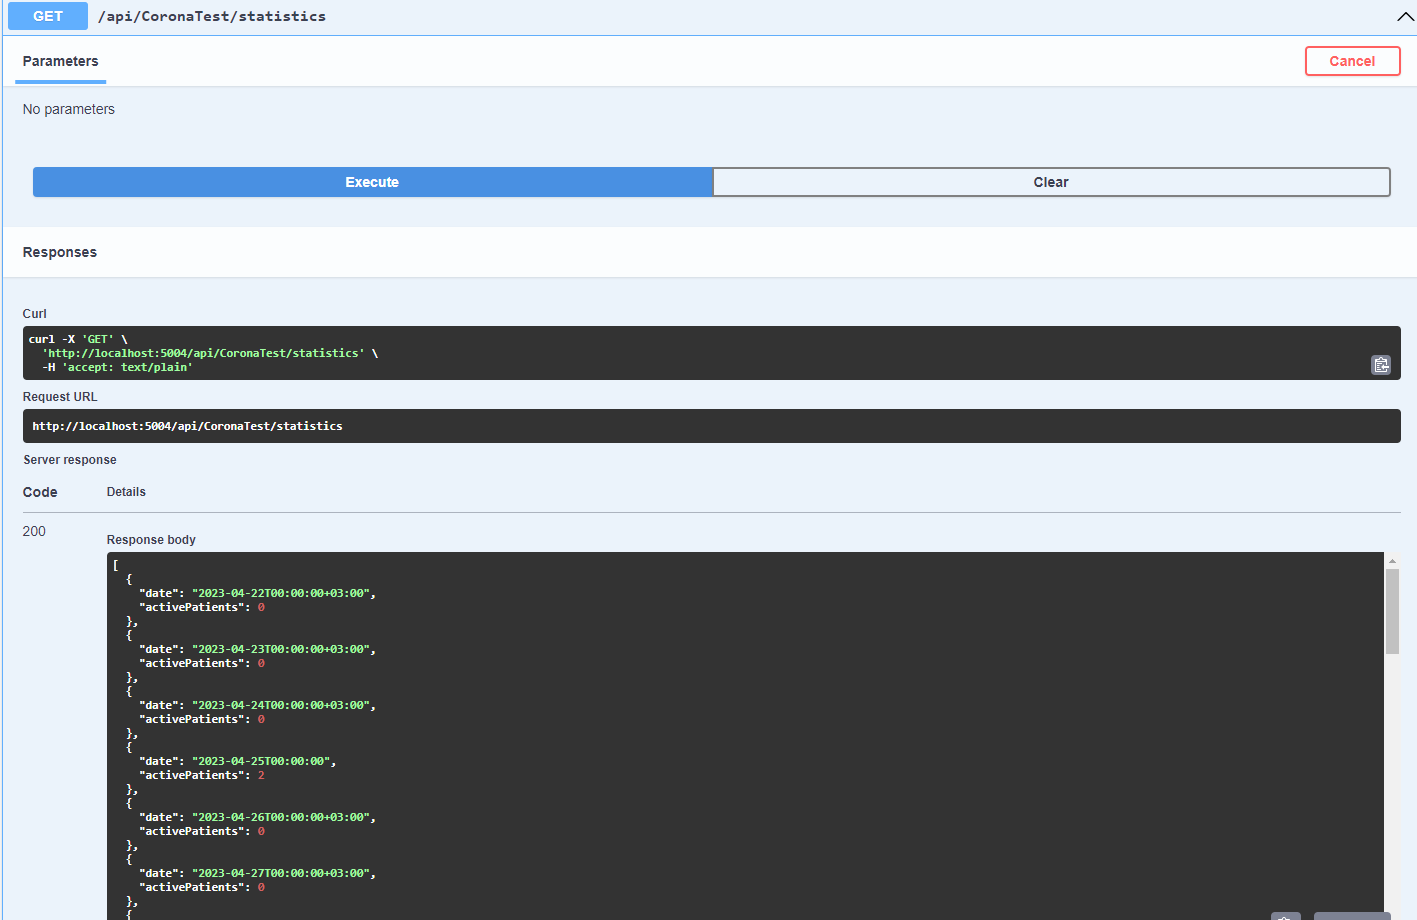 GET /api/CoronaTest/statistics
Parameters
Cancel
No parameters
Execute
Clear
Responses
Curl
curl -X 'GET' \
  'http://localhost:5004/api/CoronaTest/statistics' \
  -H 'accept: text/plain'
Request URL
http://localhost:5004/api/CoronaTest/statistics
Server response
Code Details
200
Response body
[
  {
    "date": "2023-04-22T00:00:00+03:00",
    "activePatients": 0
  },
  {
    "date": "2023-04-23T00:00:00+03:00",
    "activePatients": 0
  },
  {
    "date": "2023-04-24T00:00:00+03:00",
    "activePatients": 0
  },
  {
    "date": "2023-04-25T00:00:00",
    "activePatients": 2
  },
  {
    "date": "2023-04-26T00:00:00+03:00",
    "activePatients": 0
  },
  {
    "date": "2023-04-27T00:00:00+03:00",
    "activePatients": 0
  },
  {